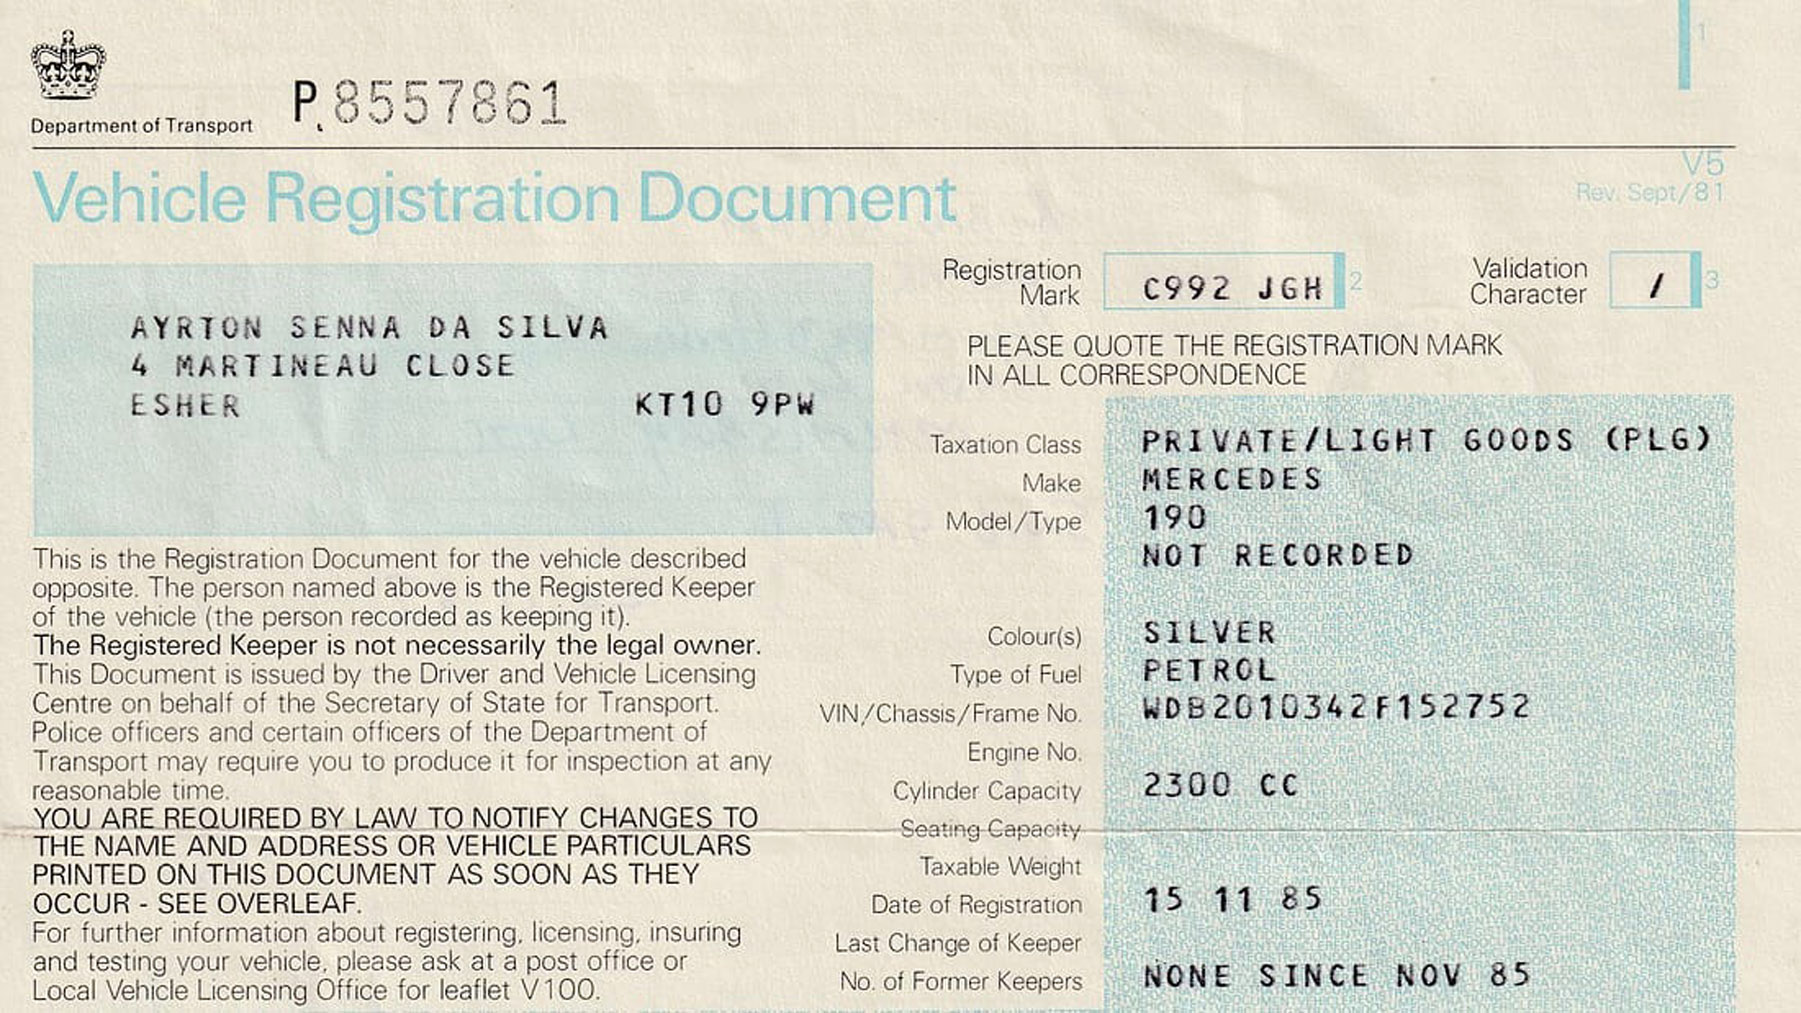 1
Department of Transport
P.8557861
V5
Rev. Sept/81
Vehicle Registration Document
Registration Mark C992 JGH 2
Validation Character / 3
PLEASE QUOTE THE REGISTRATION MARK
IN ALL CORRESPONDENCE
AYRTON SENNA DA SILVA
4 MARTINEAU CLOSE
ESHER KT10 9PW
This is the Registration Document for the vehicle described
opposite. The person named above is the Registered Keeper
of the vehicle (the person recorded as keeping it).
The Registered Keeper is not necessarily the legal owner.
This Document is issued by the Driver and Vehicle Licensing
Centre on behalf of the Secretary of State for Transport.
Police officers and certain officers of the Department of
Transport may require you to produce it for inspection at any
reasonable time.
YOU ARE REQUIRED BY LAW TO NOTIFY CHANGES TO
THE NAME AND ADDRESS OR VEHICLE PARTICULARS
PRINTED ON THIS DOCUMENT AS SOON AS THEY
OCCUR - SEE OVERLEAF.
For further information about registering, licensing, insuring
and testing your vehicle, please ask at a post office or
Local Vehicle Licensing Office for leaflet V100.
Taxation Class PRIVATE/LIGHT GOODS (PLG)
Make MERCEDES
Model/Type 190
NOT RECORDED
Colour(s) SILVER
Type of Fuel PETROL
VIN/Chassis/Frame No. WDB2010342F152752
Engine No.
Cylinder Capacity 2300 CC
Seating Capacity
Taxable Weight
Date of Registration 15 11 85
Last Change of Keeper
No. of Former Keepers NONE SINCE NOV 85